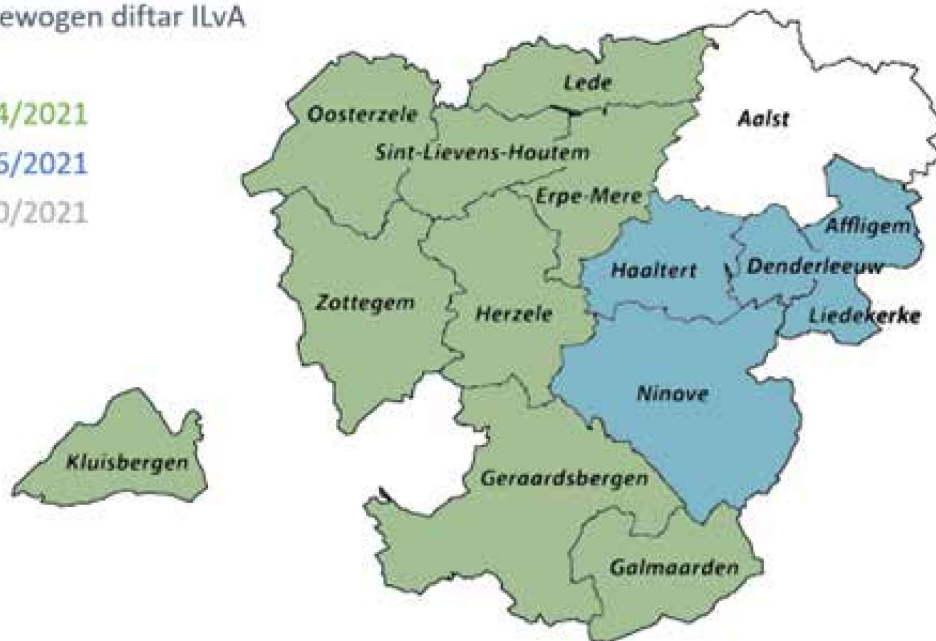 ewogen diftar ILvA
4/2021
6/2021
0/2021
Lede
Oosterzele
Aalst
Sint-Lievens-Houtem
Erpe-Mere
Affligem
Haaltert
Denderleeuw
Zottegem
Herzele
Liedekerke
Ninove
Kluisbergen
Geraardsbergen
Galmaarden